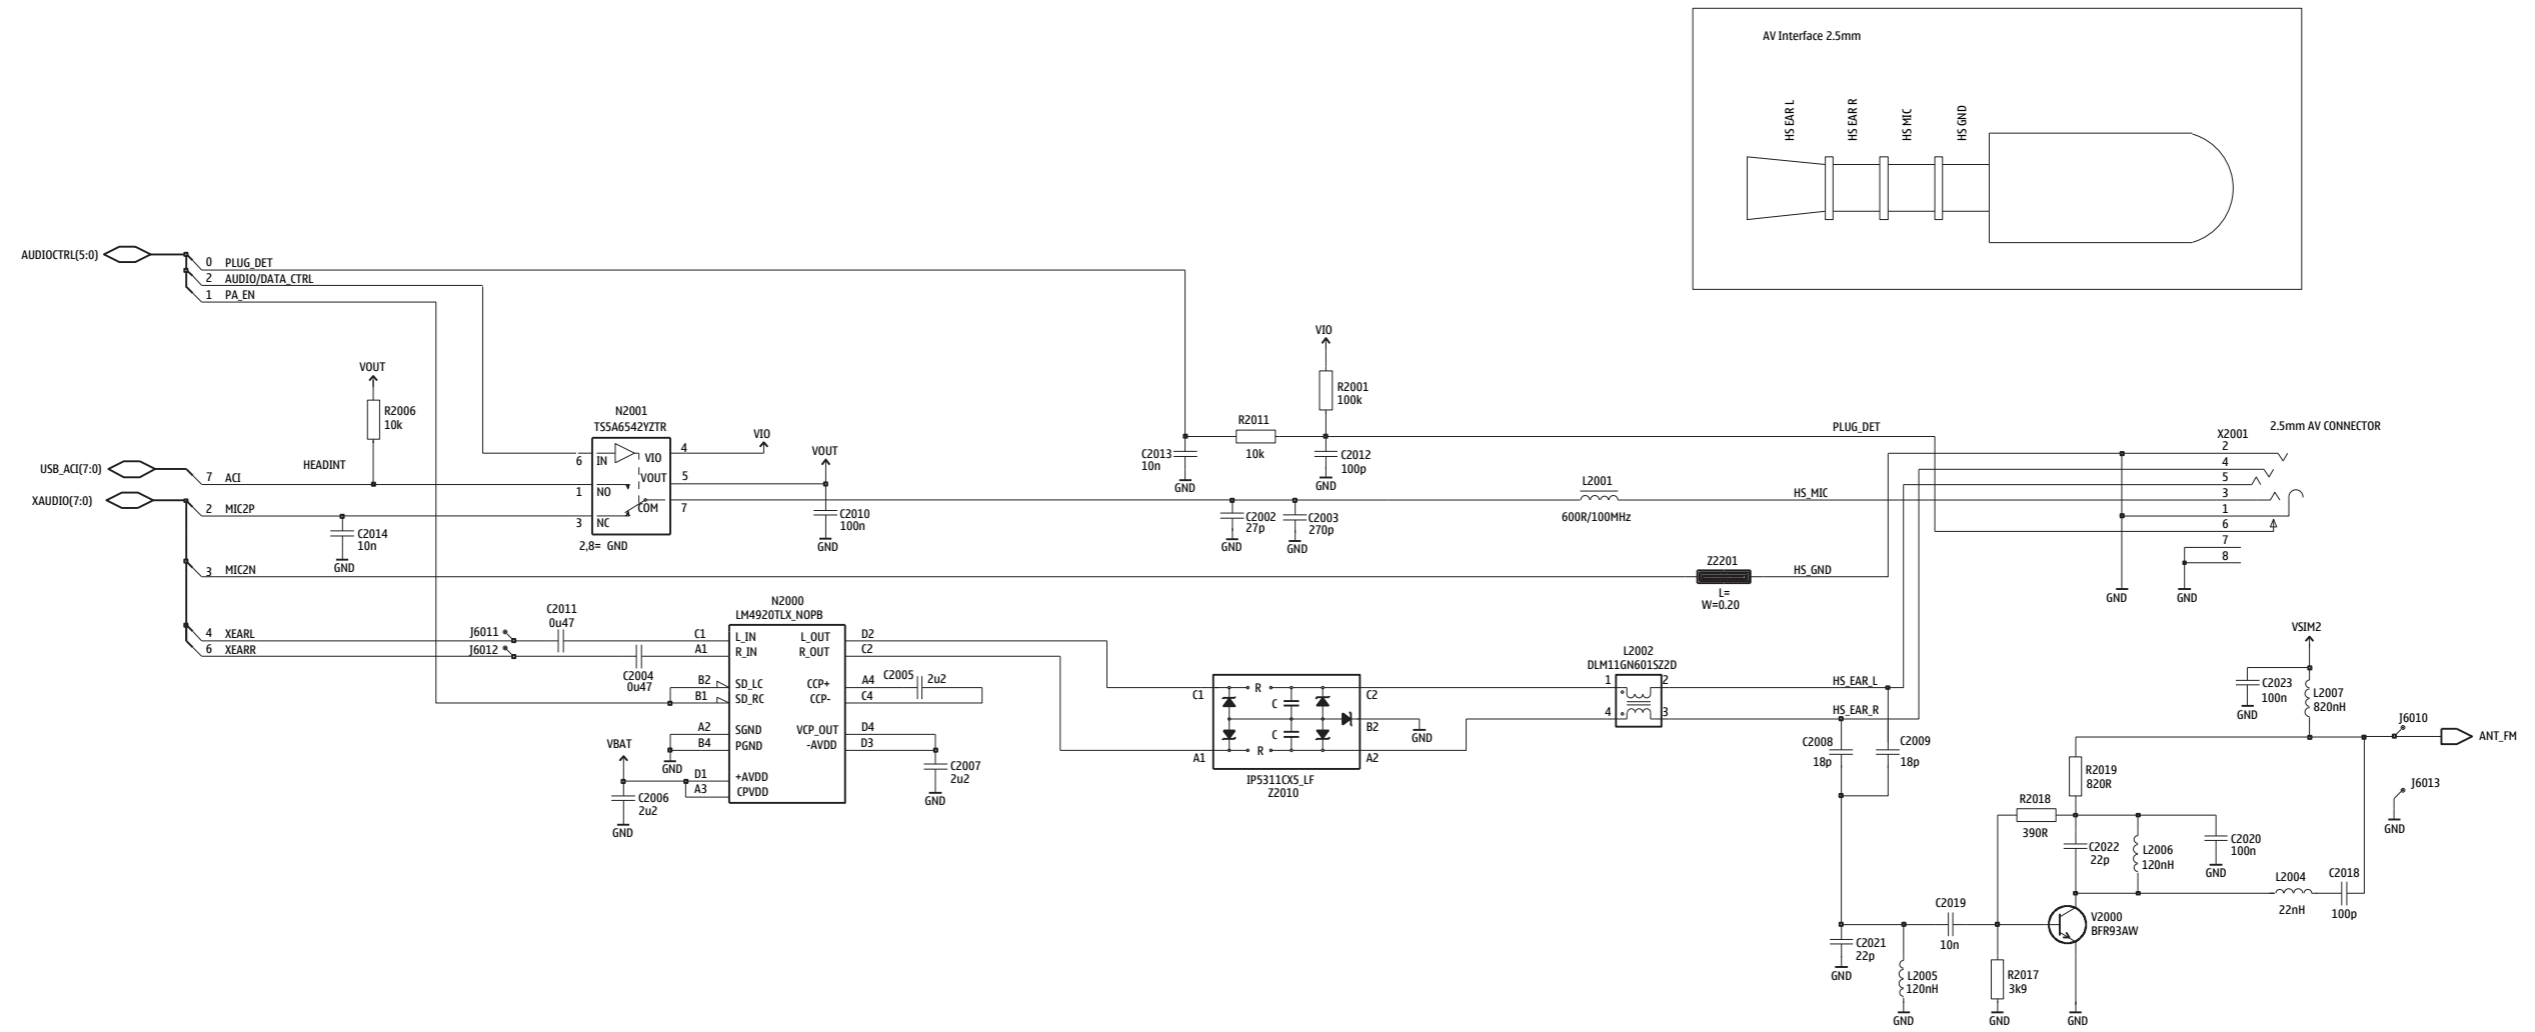 AV Interface 2.5mm
HS EAR L
HS EAR R
HS MIC
HS GND
AUDIOCTRL(5:0)
0 PLUG_DET
2 AUDIO/DATA_CTRL
1 PA_EN
VIO
R2001
100k
VOUT
R2006
10k
N2001
TS5A6542YZTR
4
VIO
6 IN
VIO
VOUT
5
VOUT
1 NO
COM
7
3 NC
2,8= GND
C2010
100n
GND
R2011
10k
C2013
10n
GND
C2012
100p
GND
PLUG_DET
2.5mm AV CONNECTOR
X2001
2
4
5
3
1
6
7
8
GND
GND
USB_ACI(7:0)
HEADINT
7 ACI
XAUDIO(7:0)
2 MIC2P
C2014
10n
GND
C2002
27p
GND
C2003
270p
GND
L2001
600R/100MHz
HS_MIC
3 MIC2N
Z2201
L=
W=0.20
HS_GND
N2000
LM4920TLX_NOPB
C2011
0u47
4 XEARL
J6011
6 XEARR
J6012
C2004
0u47
C1 L_IN
L_OUT D2
A1 R_IN
R_OUT C2
B2 SD_LC
CCP+ A4
C2005 2u2
B1 SD_RC
CCP- C4
A2 SGND
VCP_OUT D4
B4 PGND
-AVDD D3
GND
D1 +AVDD
A3 CPVDD
VBAT
C2006
2u2
GND
C2007
2u2
GND
C1
R
C2
C
B2
GND
C
A1
R
A2
IP5311CX5_LF
Z2010
L2002
DLM11GN601SZ2D
1
2
4
3
HS_EAR_L
HS_EAR_R
C2008
18p
C2009
18p
VSIM2
C2023
100n
GND
L2007
820nH
J6010
ANT_FM
J6013
GND
R2019
820R
R2018
390R
C2022
22p
L2006
120nH
C2020
100n
GND
L2004
22nH
C2018
100p
C2019
10n
V2000
BFR93AW
C2021
22p
GND
L2005
120nH
GND
R2017
3k9
GND
GND